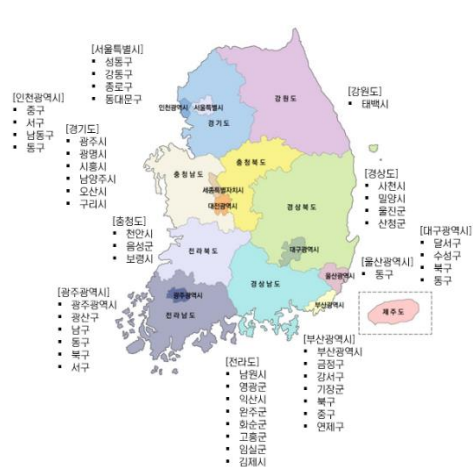 [서울특별시]
▪ 성동구
▪ 강동구
▪ 종로구
▪ 동대문구
[인천광역시]
▪ 중구
▪ 서구
▪ 남동구
▪ 동구
[경기도]
▪ 광주시
▪ 광명시
▪ 시흥시
▪ 남양주시
▪ 오산시
▪ 구리시
[강원도]
▪ 태백시
[충청도]
▪ 천안시
▪ 음성군
▪ 보령시
[경상도]
▪ 사천시
▪ 밀양시
▪ 울진군
▪ 산청군
[대구광역시]
▪ 달서구
▪ 수성구
▪ 북구
▪ 동구
[울산광역시]
▪ 동구
[광주광역시]
▪ 광주광역시
▪ 광산구
▪ 남구
▪ 동구
▪ 북구
▪ 서구
[전라도]
▪ 남원시
▪ 영광군
▪ 익산시
▪ 완주군
▪ 화순군
▪ 고흥군
▪ 임실군
▪ 김제시
[부산광역시]
▪ 부산광역시
▪ 금정구
▪ 강서구
▪ 기장군
▪ 북구
▪ 중구
▪ 연제구
인천광역시
서울특별시
경기도
강원도
충청남도
충청북도
세종특별자치시
대전광역시
경상북도
대구광역시
전라북도
울산광역시
경상남도
부산광역시
광주광역시
전라남도
제주도